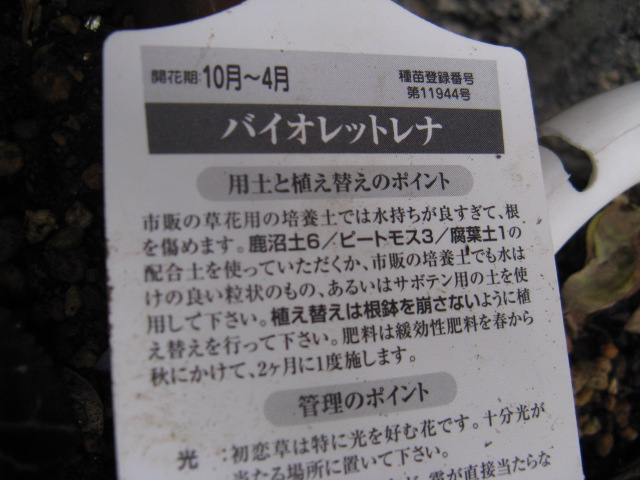 開花期:10月～4月
種苗登録番号
第11944号
バイオレットレナ
用土と植え替えのポイント
市販の草花用の培養土では水持ちが良すぎて、根
を傷めます。鹿沼土6／ピートモス3／腐葉土1の
配合土を使っていただくか、市販の培養土でも水は
けの良い粒状のもの、あるいはサボテン用の土を使
用して下さい。植え替えは根鉢を崩さないように植
え替えを行って下さい。肥料は緩効性肥料を春から
秋にかけて、2ヶ月に1度施します。
管理のポイント
光:初恋草は特に光を好む花です。十分光が
当たる場所に置いて下さい。
霜が直接当たらな